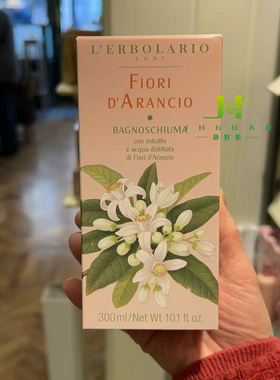 L'ERBOLARIO
LODI
FIORI
D'ARANCIO
BAGNOSCHIUMA
con estratto
e acqua distillata
di Fiori d'Arancio
300 ml/Net Wt. 10.1 fl. oz.
HGUAN